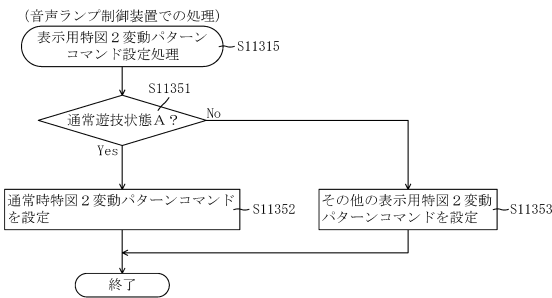 (音声ランプ制御装置での処理)
表示用特図２変動パターン
コマンド設定処理
S11315
S11351
通常遊技状態Ａ？
No
Yes
通常時特図２変動パターンコマンド
を設定
S11352
その他の表示用特図２変動
パターンコマンドを設定
S11353
終了